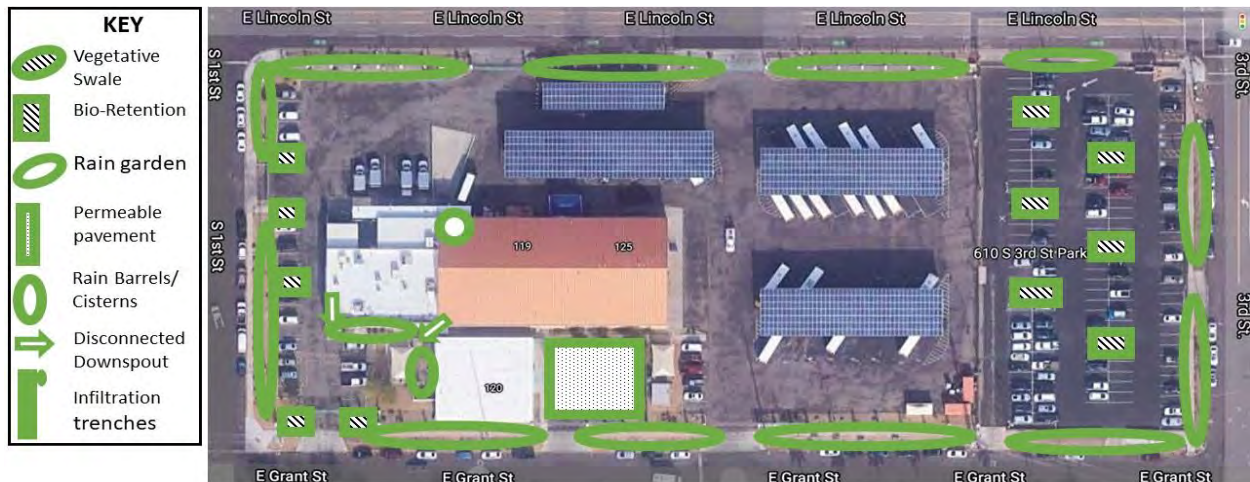 KEY
Vegetative
Swale
Bio-Retention
Rain garden
Permeable
pavement
Rain Barrels/
Cisterns
Disconnected
Downspout
Infiltration
trenches
E Lincoln St
E Lincoln St
E Lincoln St
E Lincoln St
E Lincoln St
S 1st St
3rd St.
S 1st St
119
125
610 S 3rd St Park
3rd St.
120
E Grant St
E Grant St
E Grant St
E Grant St
E Grant St
E Grant St